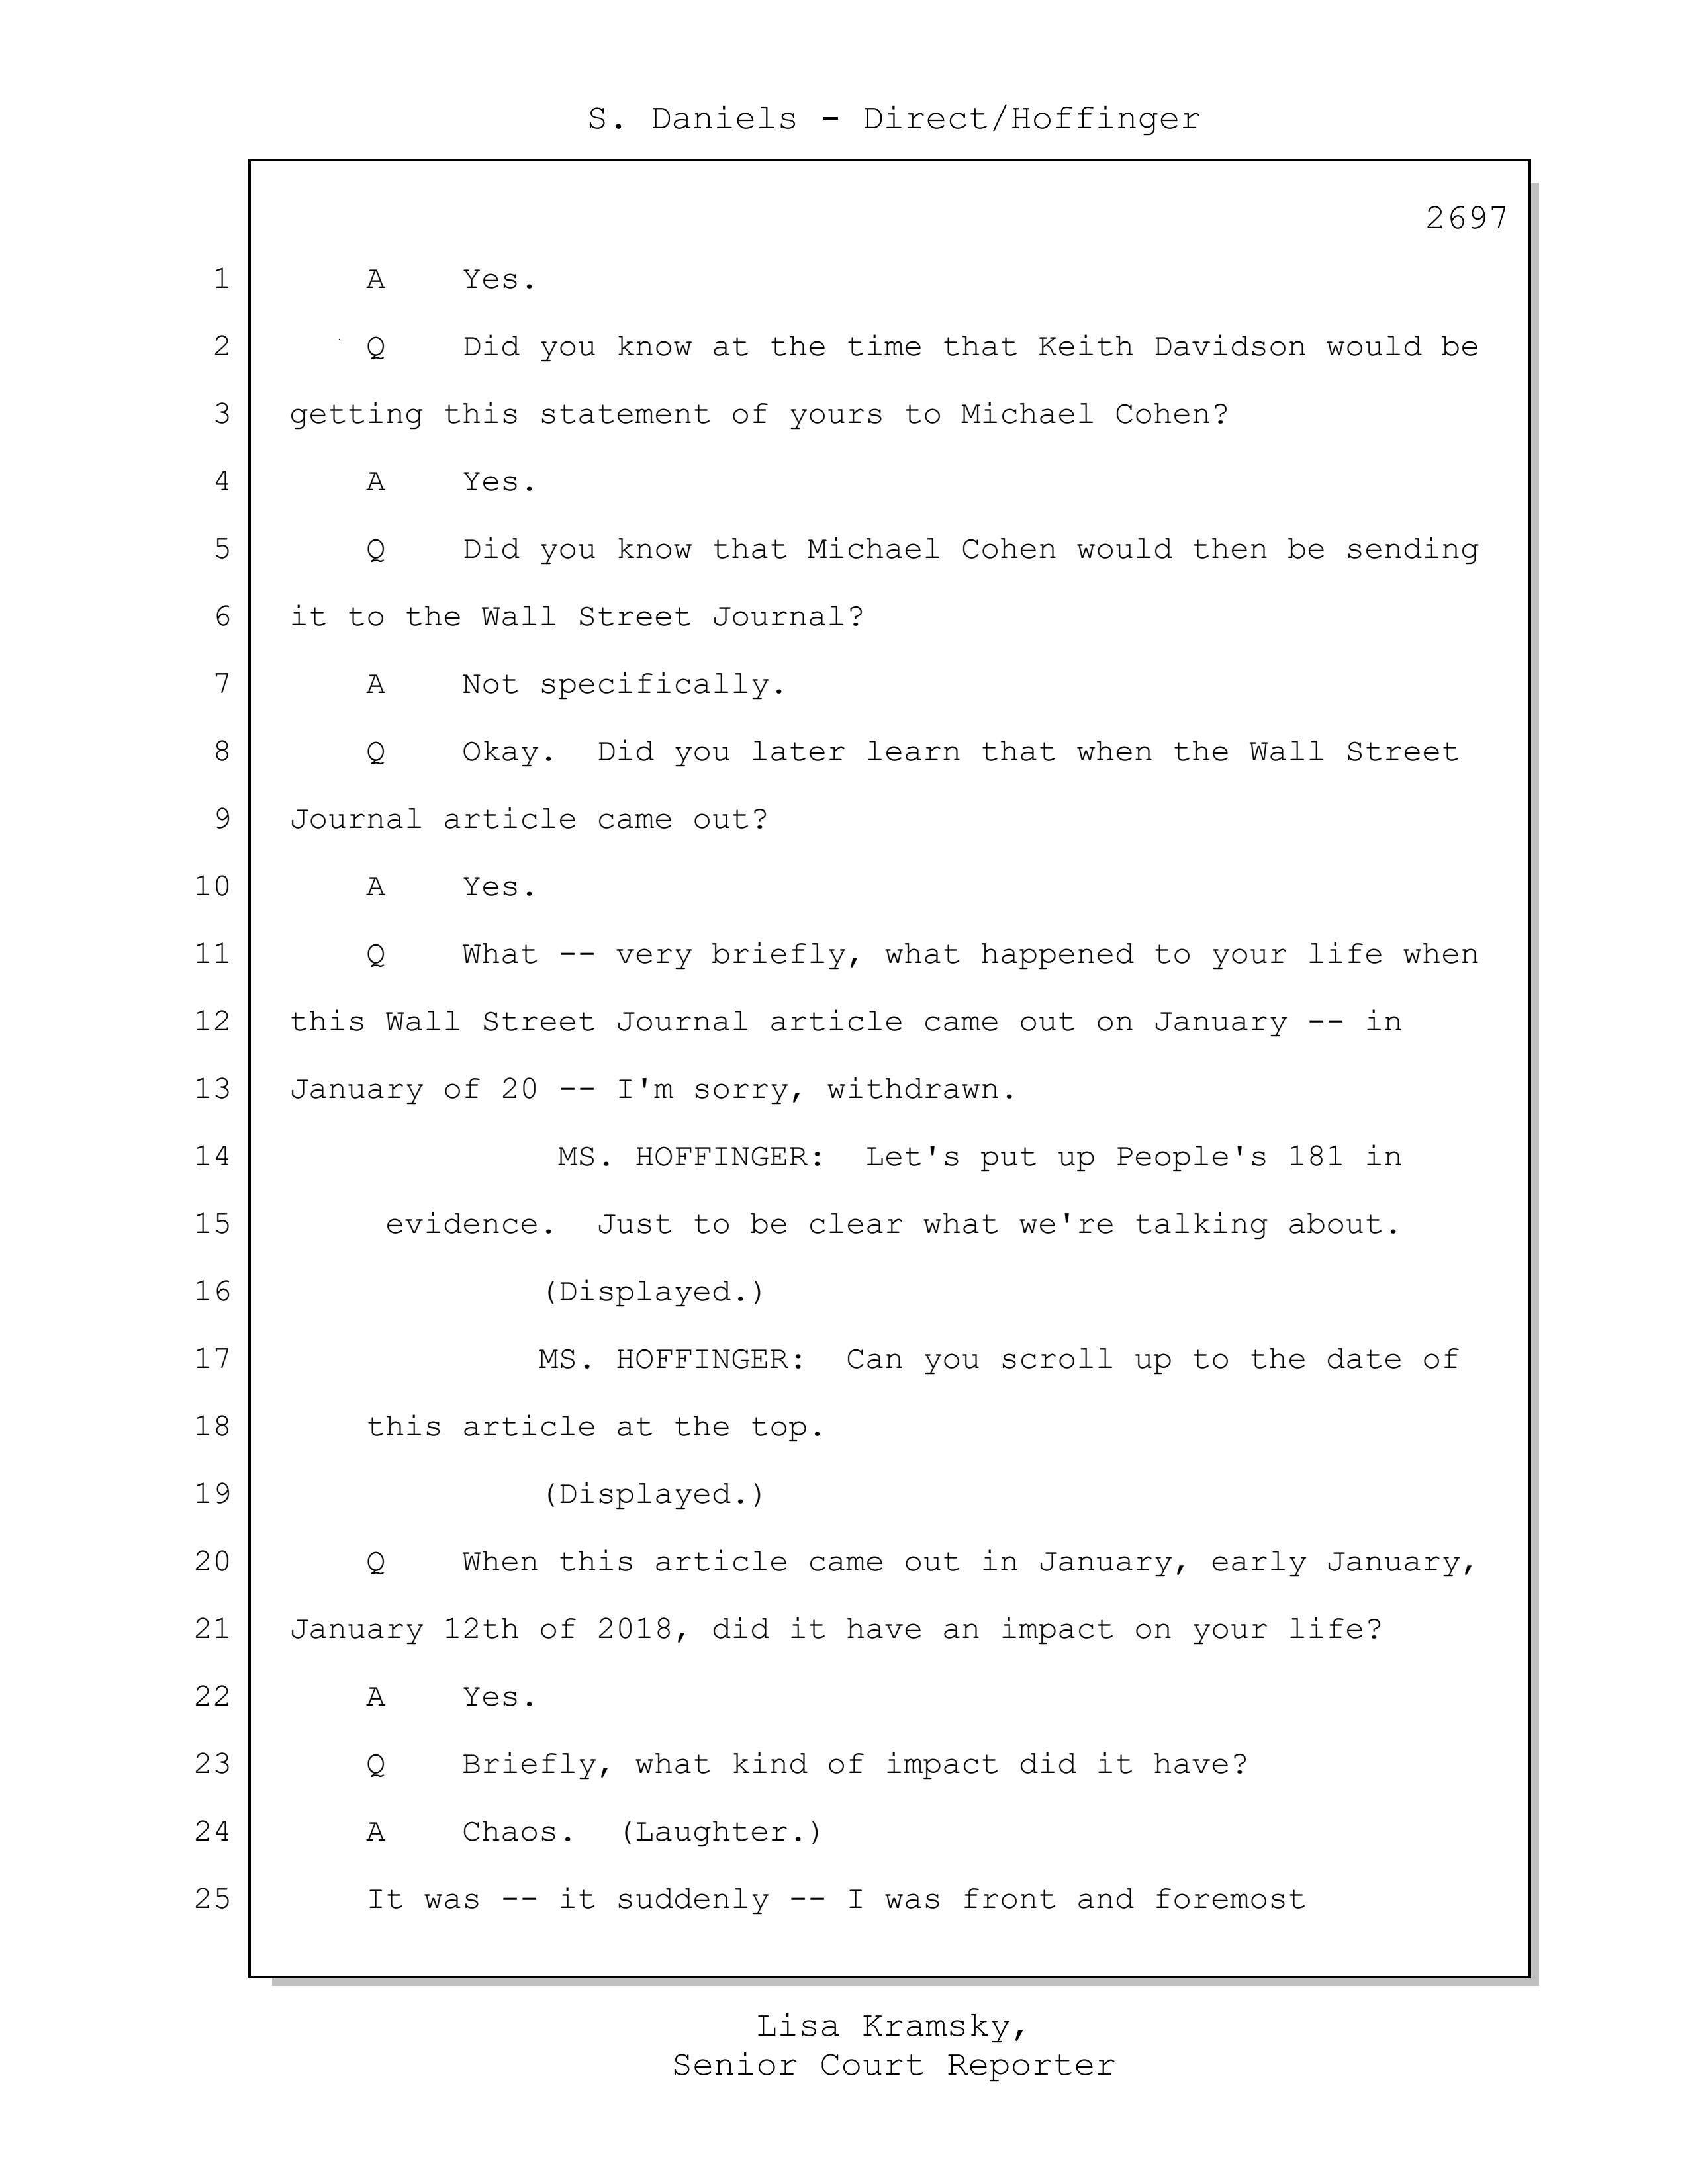 S. Daniels - Direct/Hoffinger
2697
1 A Yes.
2 Q Did you know at the time that Keith Davidson would be
3 getting this statement of yours to Michael Cohen?
4 A Yes.
5 Q Did you know that Michael Cohen would then be sending
6 it to the Wall Street Journal?
7 A Not specifically.
8 Q Okay. Did you later learn that when the Wall Street
9 Journal article came out?
10 A Yes.
11 Q What -- very briefly, what happened to your life when
12 this Wall Street Journal article came out on January -- in
13 January of 20 -- I'm sorry, withdrawn.
14 MS. HOFFINGER: Let's put up People's 181 in
15 evidence. Just to be clear what we're talking about.
16 (Displayed.)
17 MS. HOFFINGER: Can you scroll up to the date of
18 this article at the top.
19 (Displayed.)
20 Q When this article came out in January, early January,
21 January 12th of 2018, did it have an impact on your life?
22 A Yes.
23 Q Briefly, what kind of impact did it have?
24 A Chaos. (Laughter.)
25 It was -- it suddenly -- I was front and foremost
Lisa Kramsky,
Senior Court Reporter